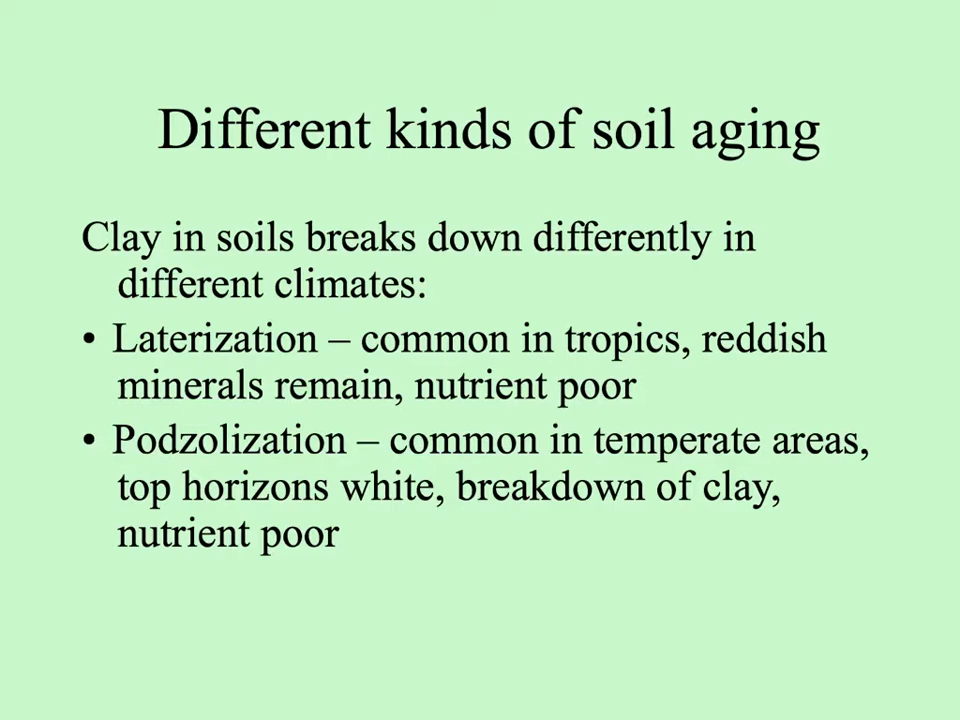 Different kinds of soil aging
Clay in soils breaks down differently in
different climates:
• Laterization – common in tropics, reddish
minerals remain, nutrient poor
• Podzolization – common in temperate areas,
top horizons white, breakdown of clay,
nutrient poor